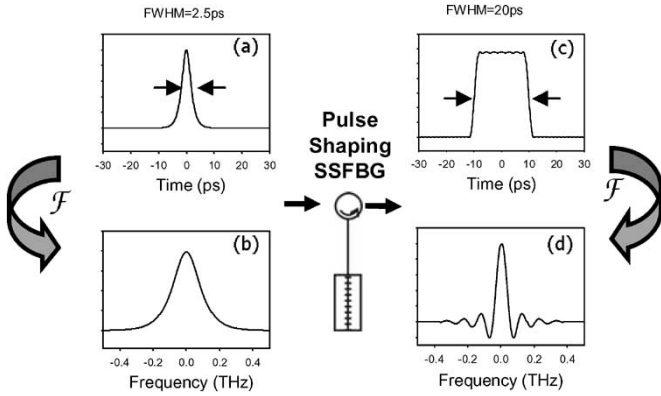 FWHM=2.5ps
FWHM=20ps
(a)
(c)
-30 -20 -10 0 10 20 30
Time (ps)
-30 -20 -10 0 10 20 30
Time (ps)
Pulse
Shaping
SSFBG
ℱ
ℱ
(b)
(d)
-0.4 -0.2 0.0 0.2 0.4
Frequency (THz)
-0.4 -0.2 0.0 0.2 0.4
Frequency (THz)